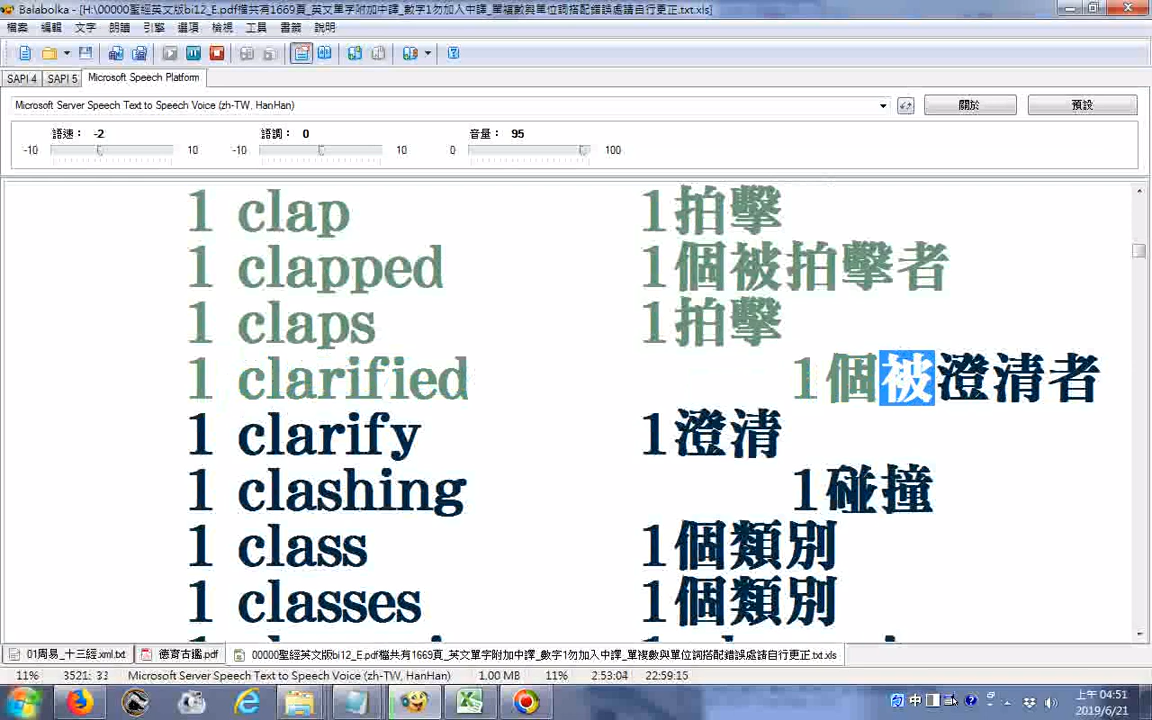 Balabolka - [H:\00000聖經英文版bi12_E.pdf檔共有1669頁_英文單字附加中譯_數字1勿加入中譯_單複數與單位詞搭配錯誤處請自行更正.txt.xls]
檔案 編輯 文字 朗讀 引擎 選項 檢視 工具 書籤 說明
SAPI 4 SAPI 5 Microsoft Speech Platform
Microsoft Server Speech Text to Speech Voice (zh-TW, HanHan) 關於 預設
語速： -2 語調： 0 音量： 95
-10 10 -10 10 0 100
1 clap 1拍擊
1 clapped 1個被拍擊者
1 claps 1拍擊
1 clarified 1個被澄清者
1 clarify 1澄清
1 clashing 1碰撞
1 class 1個類別
1 classes 1個類別
01周易_十三經.xml.txt 德育古鑑.pdf 00000聖經英文版bi12_E.pdf檔共有1669頁_英文單字附加中譯_數字1勿加入中譯_單複數與單位詞搭配錯誤處請自行更正.txt.xls
11% 3521: 33 Microsoft Server Speech Text to Speech Voice (zh-TW, HanHan) 1.00 MB 11% 2:53:04 22:59:15
中 上午 04:51
2019/6/21